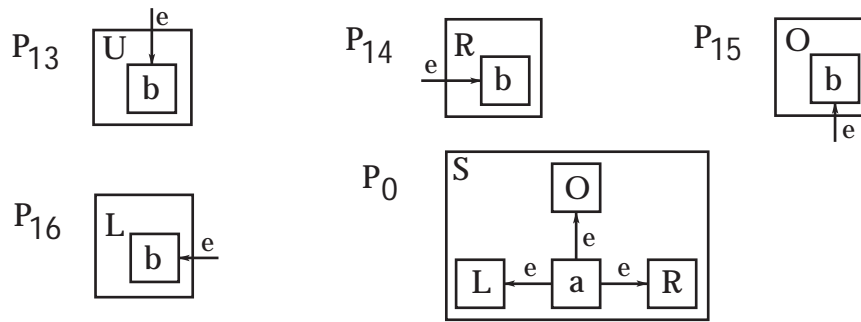 P13 U e b
P14 R e b
P15 O b e
P16 L b e
P0 S O e L e a e R